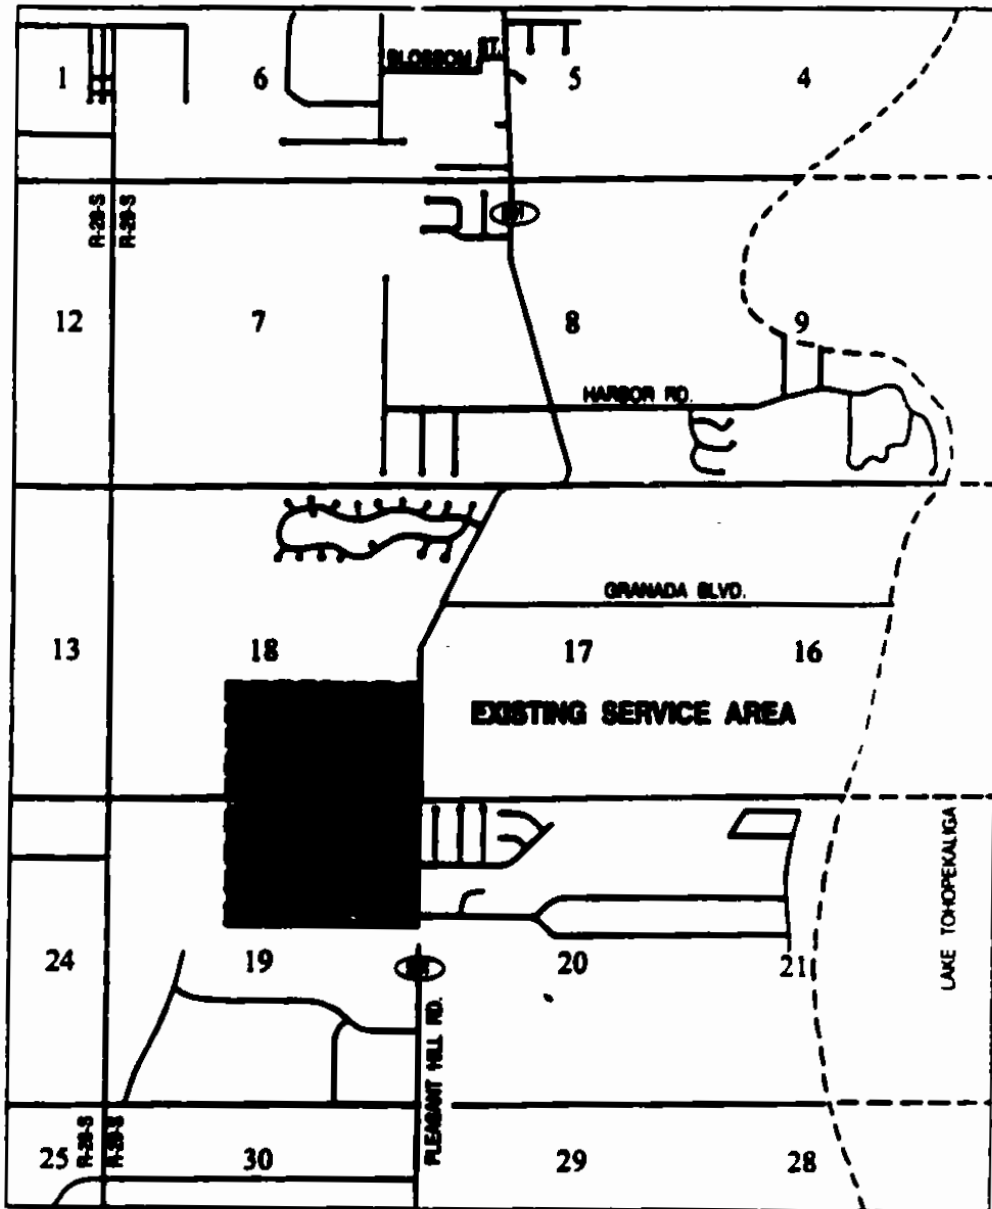 BLOSSOM ST.
1 6 5 4
R-28-S R-29-S
12 7 8 9
HARBOR RD.
GRANADA BLVD.
13 18 17 16
EXISTING SERVICE AREA
LAKE TOHOPEKALIGA
24 19 20 21
PLEASANT HILL RD.
R-28-S R-29-S
25 30 29 28